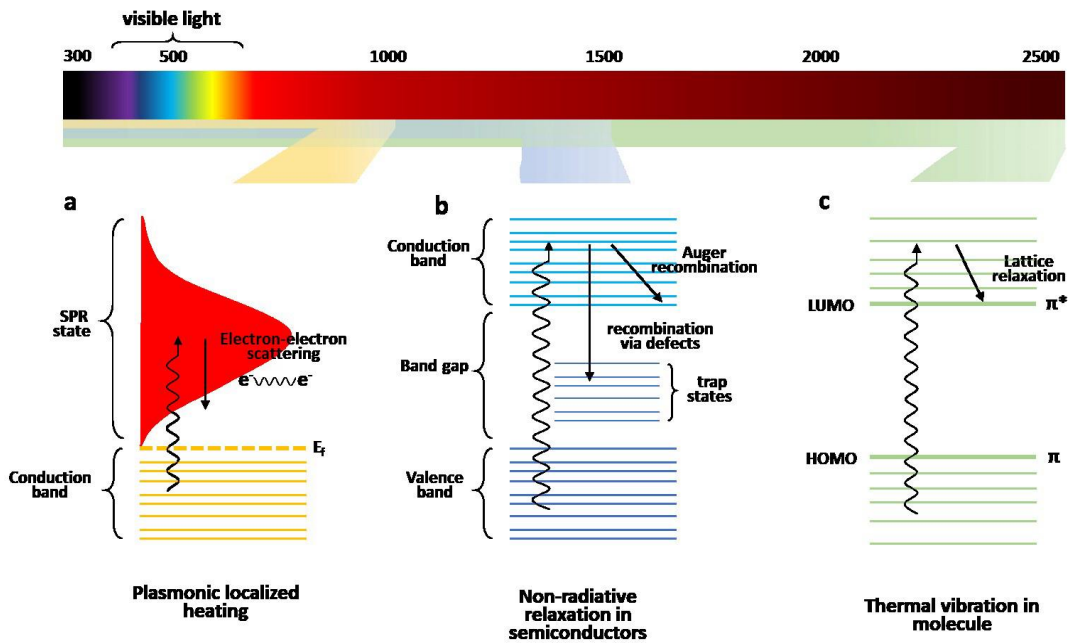 visible light
300
500
1000
1500
2000
2500
a
SPR
state
Electron-electron
scattering
e⁻ e⁻
E_f
Conduction
band
Plasmonic localized
heating
b
Conduction
band
Auger
recombination
recombination
via defects
Band gap
trap
states
Valence
band
Non-radiative
relaxation in
semiconductors
c
Lattice
relaxation
LUMO
π*
HOMO
π
Thermal vibration in
molecule